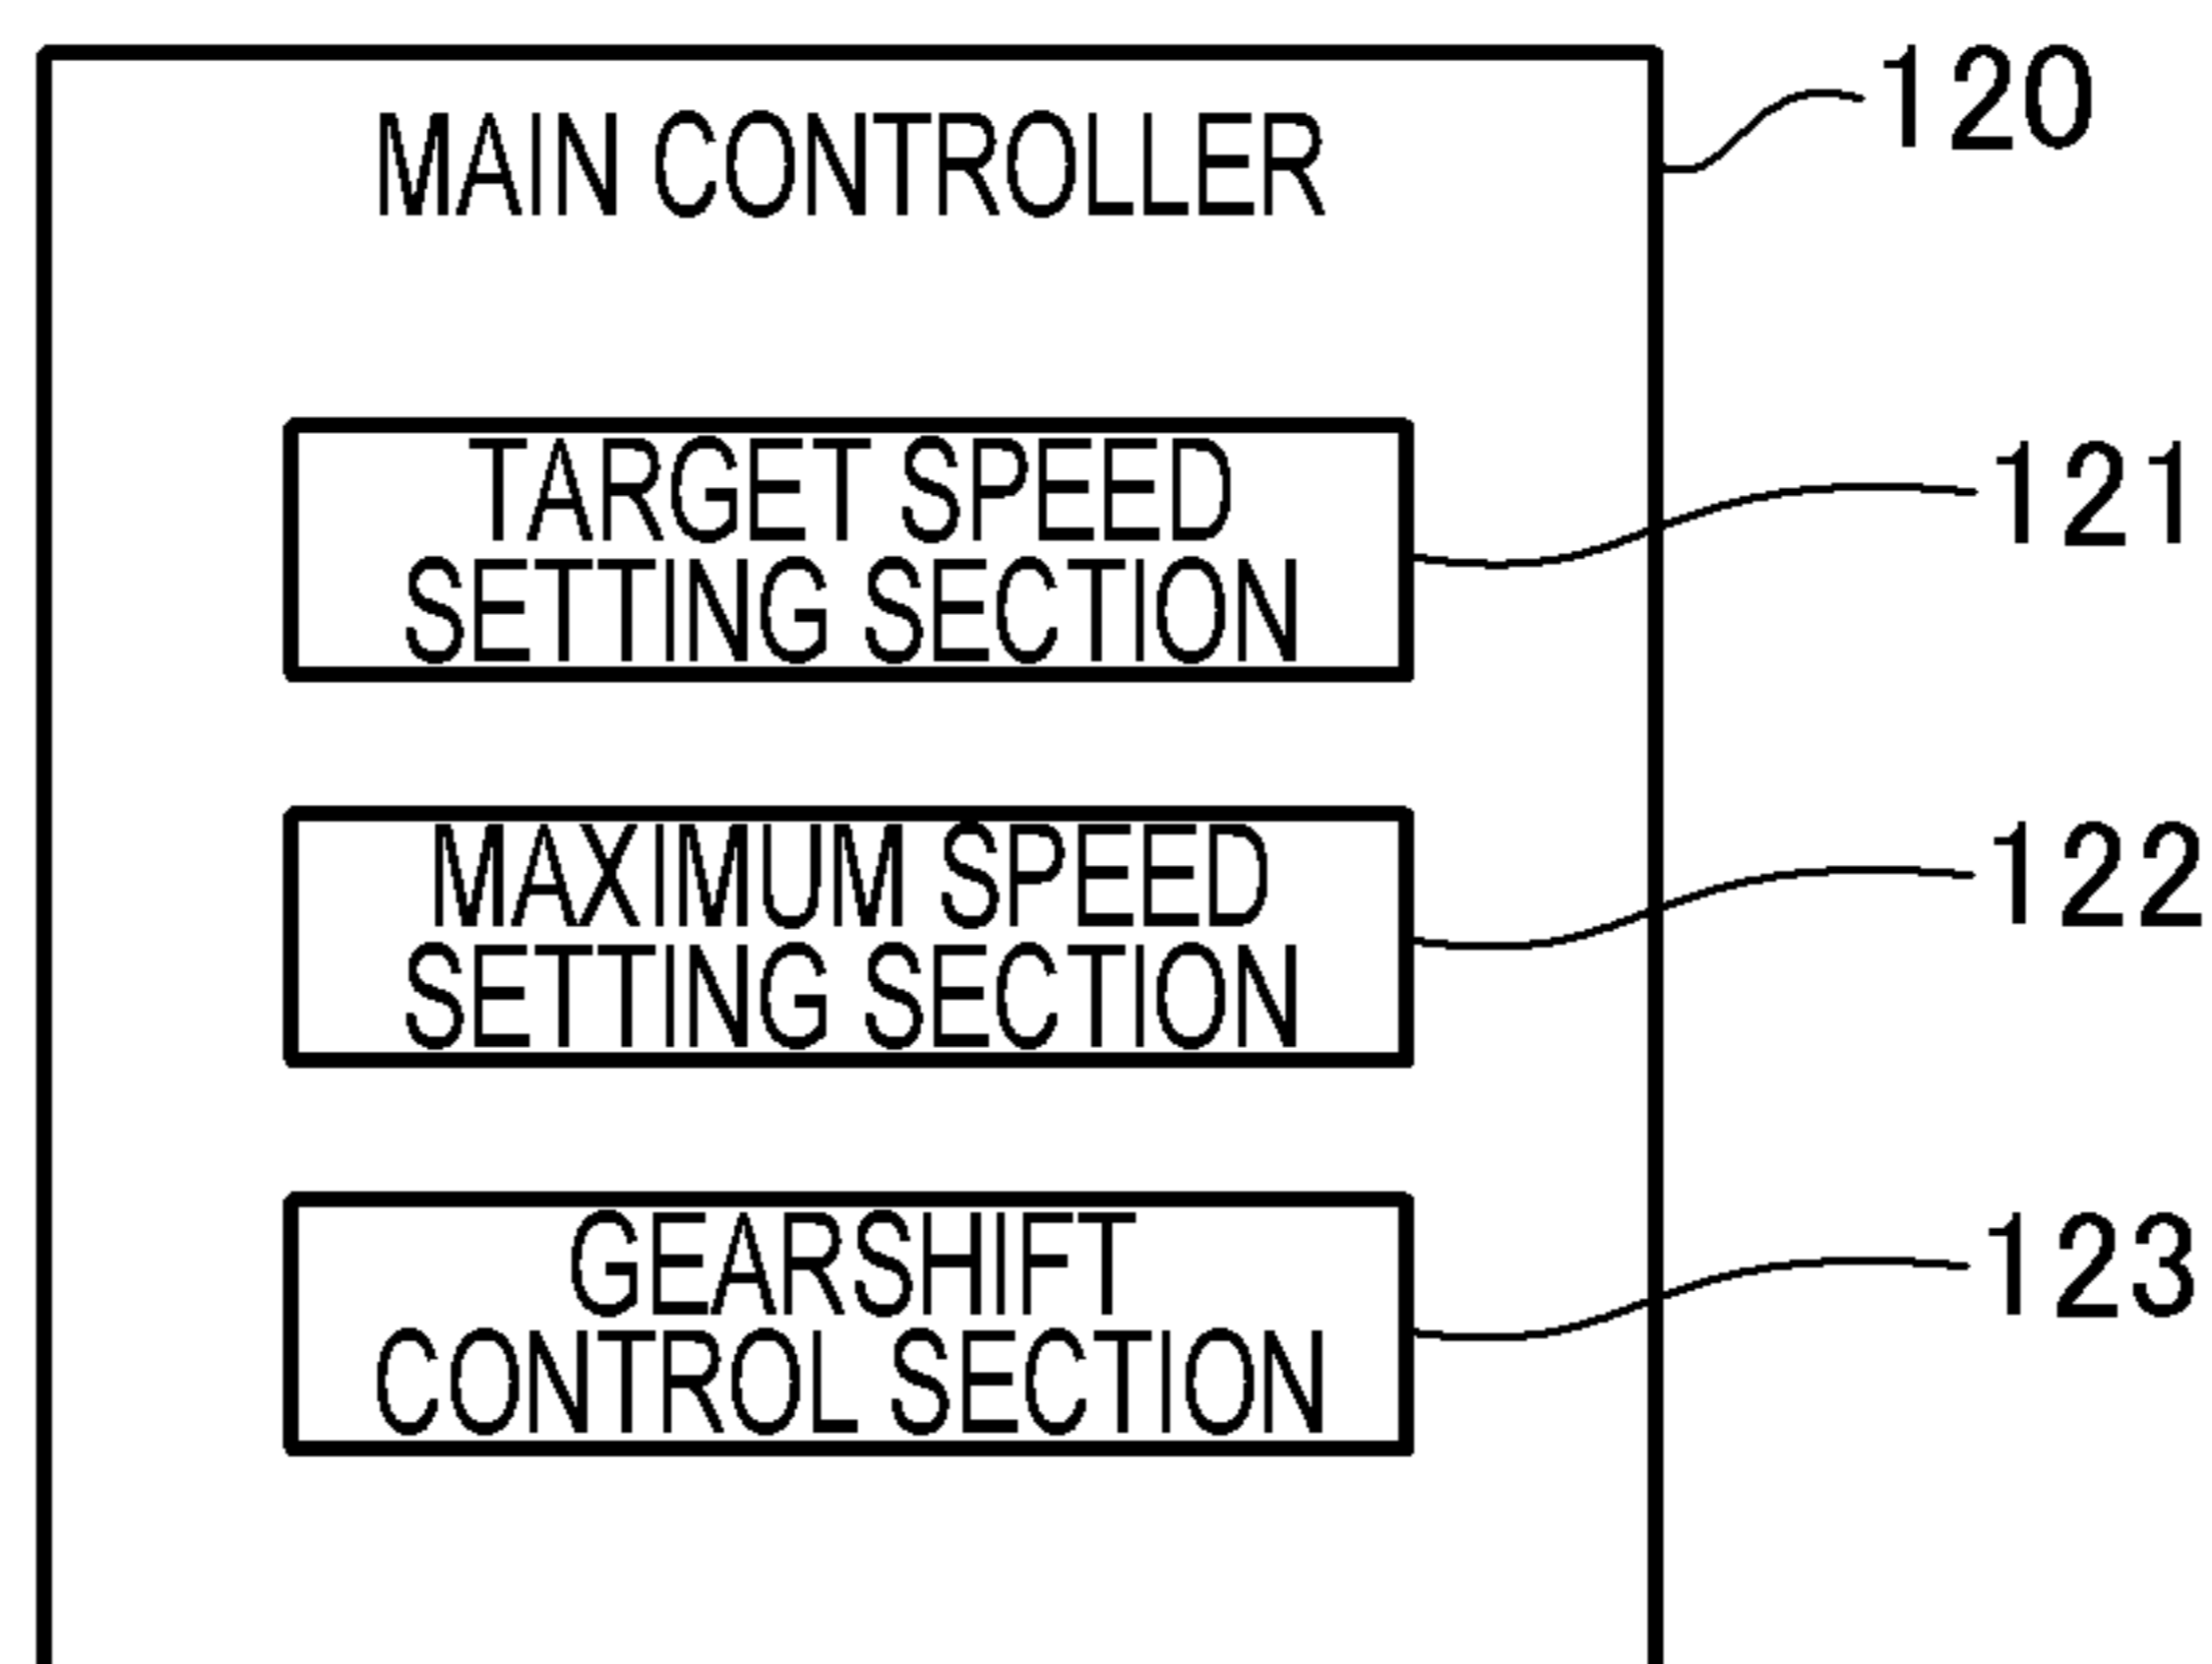 MAIN CONTROLLER
120
TARGET SPEED
SETTING SECTION
121
MAXIMUM SPEED
SETTING SECTION
122
GEARSHIFT
CONTROL SECTION
123